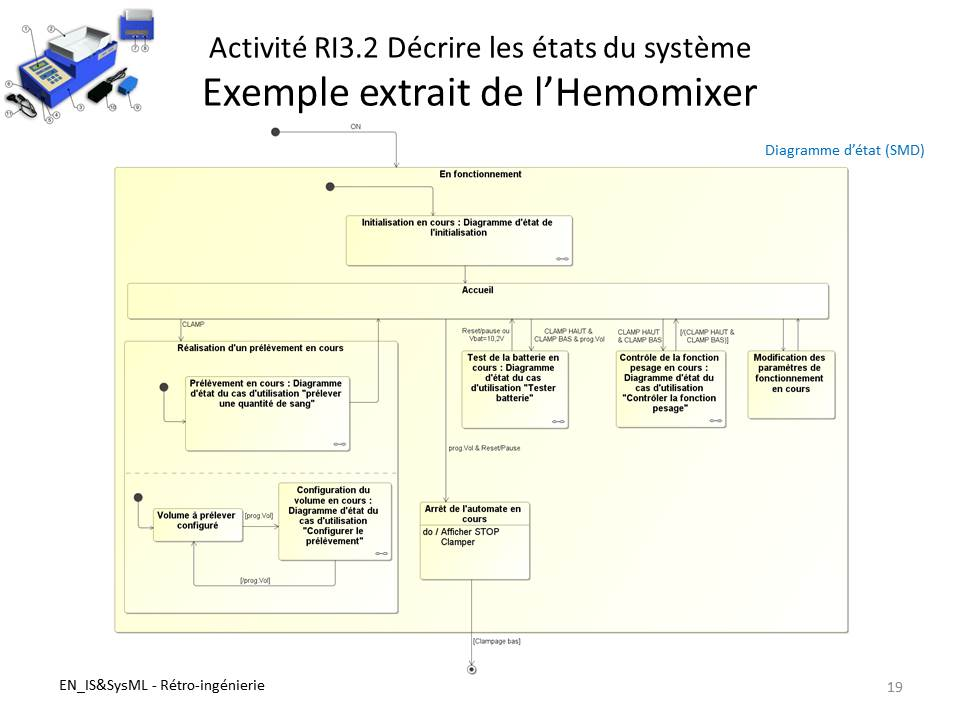 Activité RI3.2 Décrire les états du système
Exemple extrait de l'Hemomixer
Diagramme d'état (SMD)
ON
En fonctionnement
Initialisation en cours : Diagramme d'état de
l'initialisation
Accueil
CLAMP
Réalisation d'un prélèvement en cours
Prélèvement en cours : Diagramme
d'état du cas d'utilisation "prélever
une quantité de sang"
Volume à prélever
configuré
[prog.Vol]
Configuration du
volume en cours :
Diagramme d'état du
cas d'utilisation
"Configurer le
prélèvement"
[/prog.Vol]
prog.Vol & Reset/Pause
Arrêt de l'automate en
cours
do / Afficher STOP
Clamper
[Clampage bas]
Reset/pause ou
Vbat=10,2V
CLAMP HAUT &
CLAMP BAS & prog.Vol
Test de la batterie en
cours : Diagramme
d'état du cas
d'utilisation "Tester
batterie"
CLAMP HAUT
& CLAMP BAS
[/(CLAMP HAUT &
CLAMP BAS)]
Contrôle de la fonction
pesage en cours :
Diagramme d'état du
cas d'utilisation
"Contrôler la fonction
pesage"
Modification des
paramètres de
fonctionnement
en cours
EN_IS&SysML - Rétro-ingénierie
19